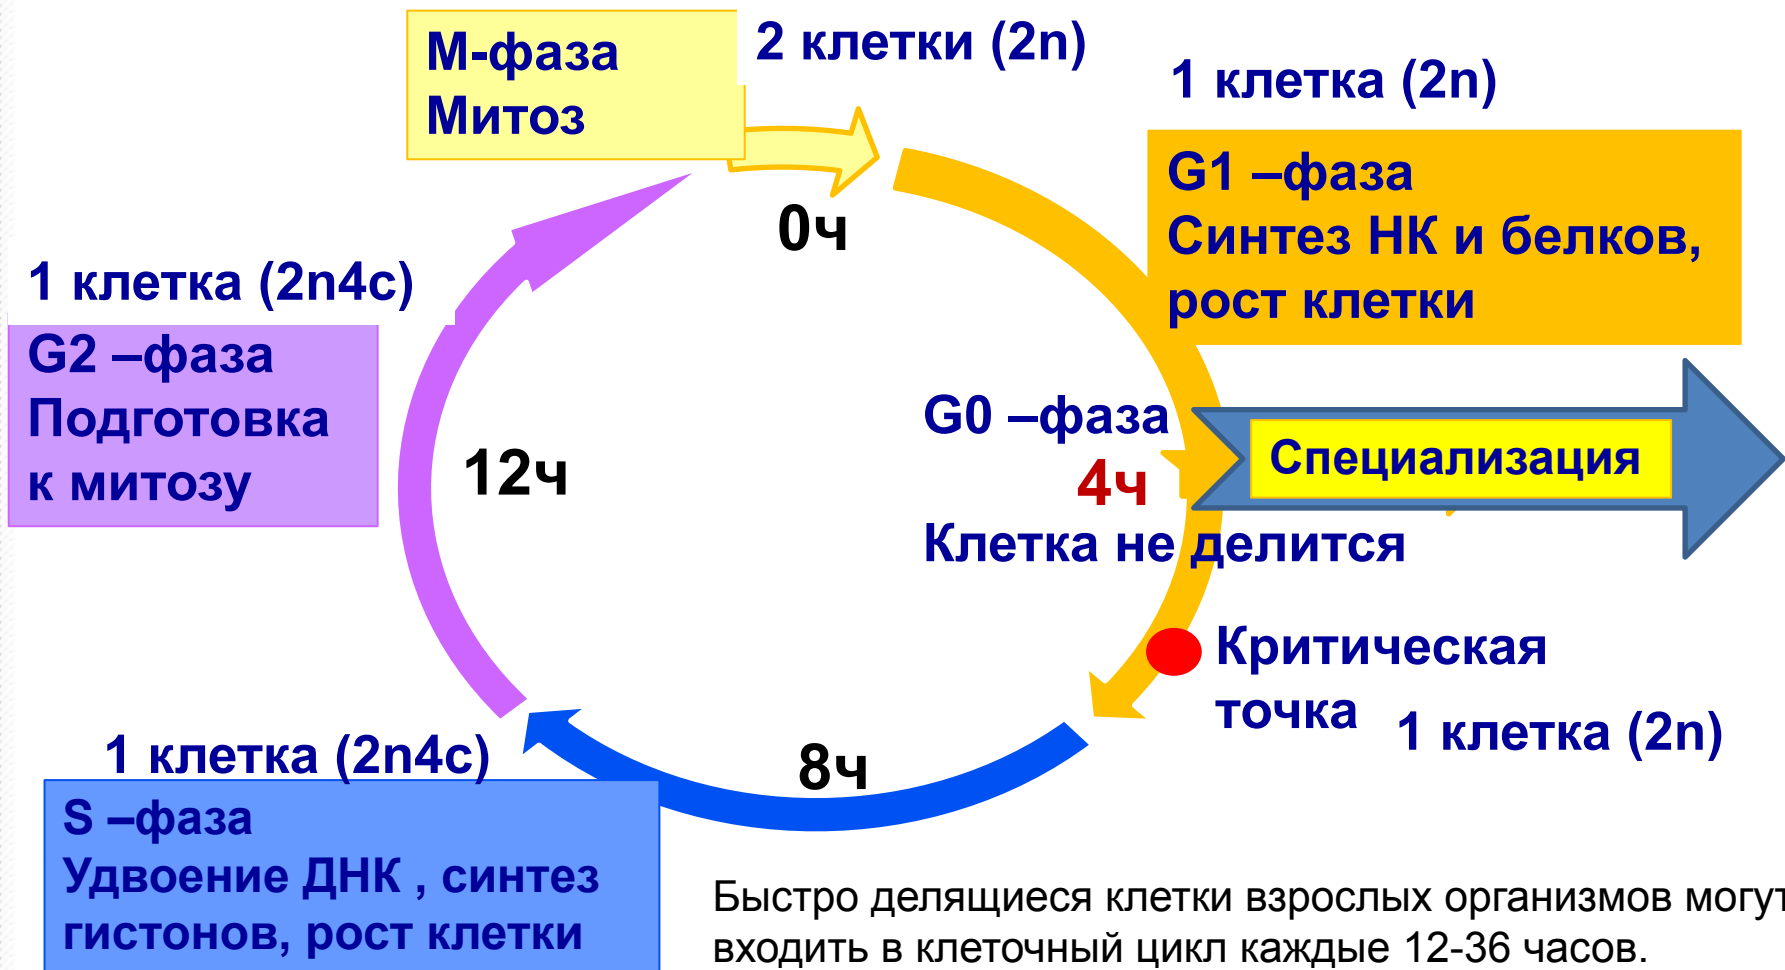 М-фаза
Митоз
2 клетки (2n)
1 клетка (2n)
G1 –фаза
Синтез НК и белков,
рост клетки
0ч
1 клетка (2n4c)
G2 –фаза
Подготовка
к митозу
12ч
G0 –фаза
4ч
Клетка не делится
Специализация
Критическая
точка
1 клетка (2n)
8ч
1 клетка (2n4c)
S –фаза
Удвоение ДНК , синтез
гистонов, рост клетки
Быстро делящиеся клетки взрослых организмов могут
входить в клеточный цикл каждые 12-36 часов.